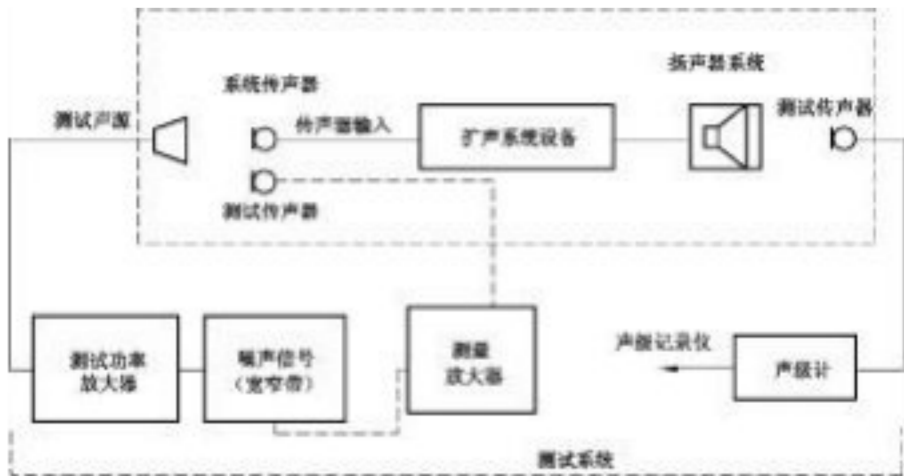 扬声器系统
系统传声器
测试声源
传声器输入
扩声系统设备
测试传声器
测试传声器
测试功率
放大器
噪声信号
（宽窄带）
测量
放大器
声级记录仪
声级计
测试系统